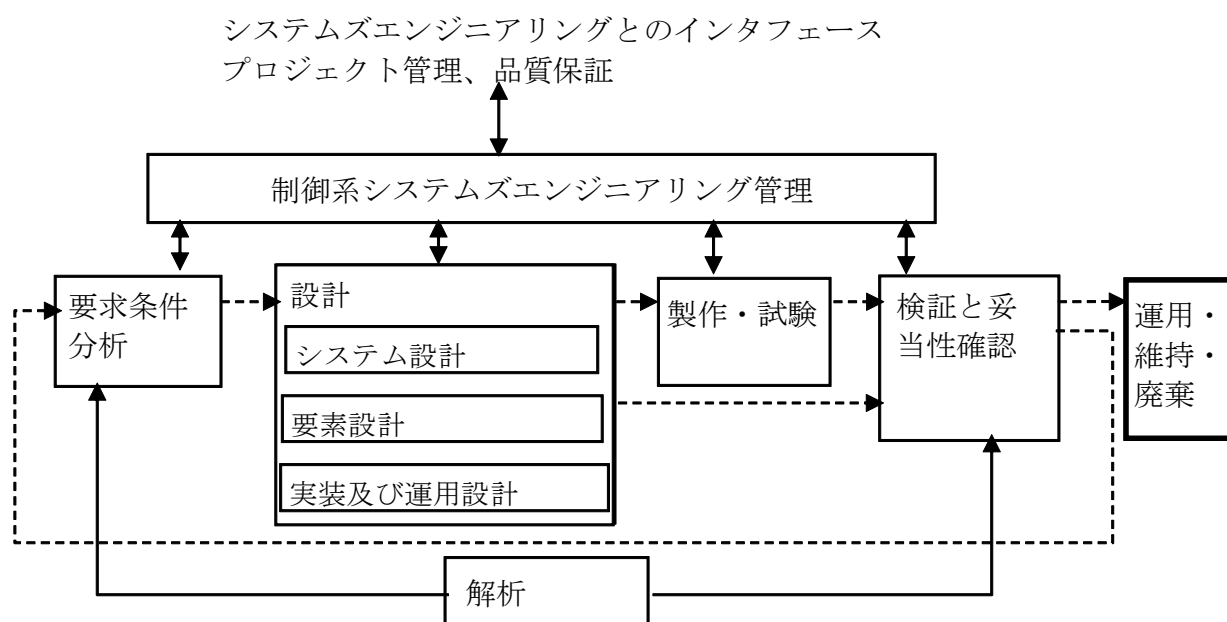 システムズエンジニアリングとのインタフェース
プロジェクト管理、品質保証
制御系システムズエンジニアリング管理
要求条件
分析
設計
システム設計
要素設計
実装及び運用設計
製作・試験
検証と妥
当性確認
運用・
維持・
廃棄
解析